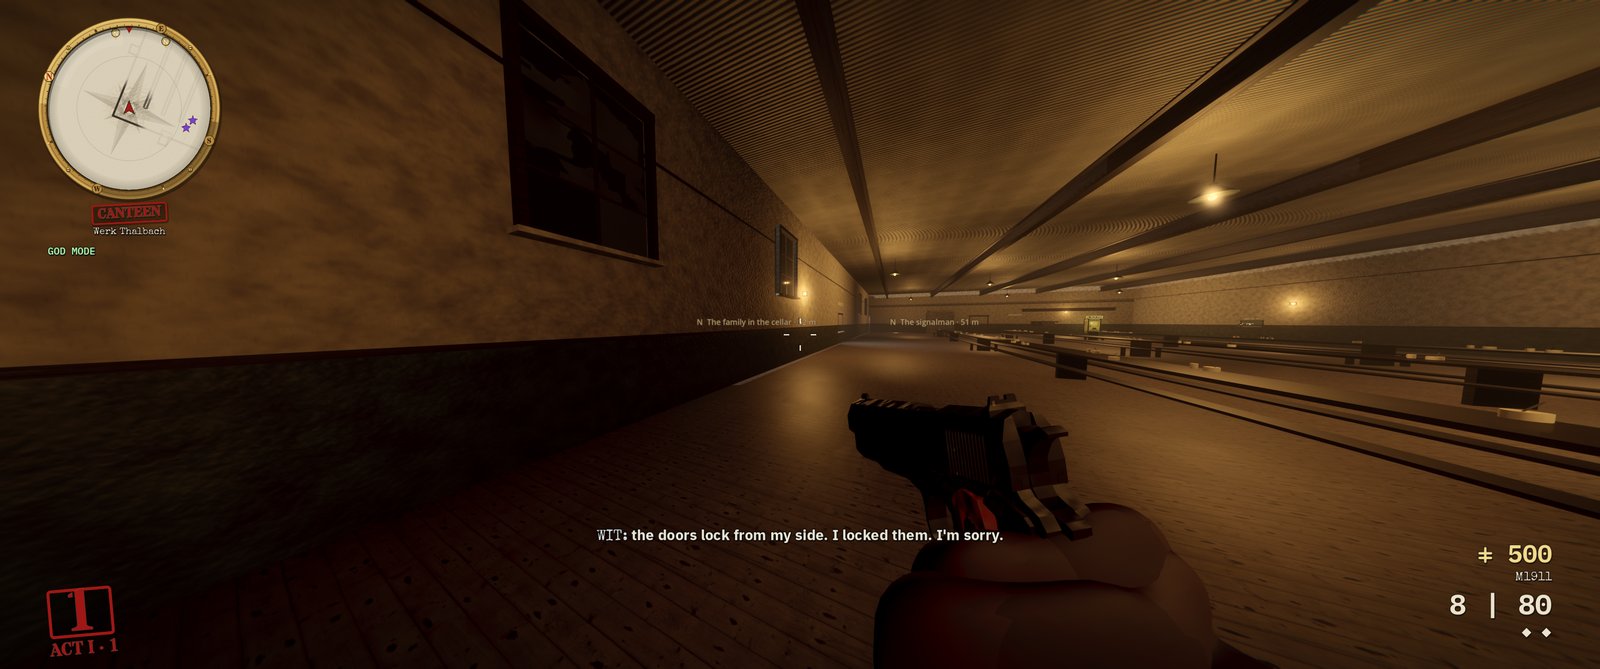 CANTEEN
Werk Thalbach
GOD MODE
N The family in the cellar
N The signalman · 51 m
WIT: the doors lock from my side. I locked them. I'm sorry.
500
M1911
8 | 80
1
ACT I · 1